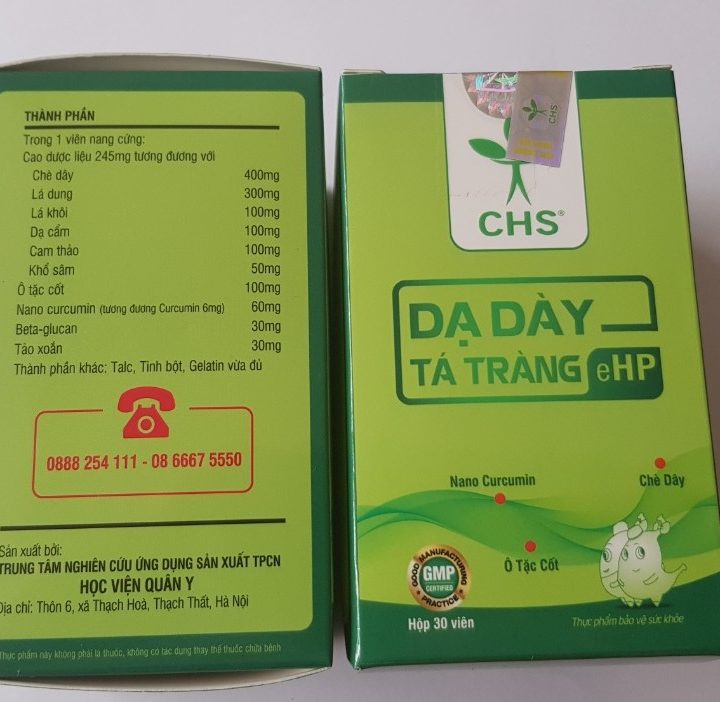 THÀNH PHẦN
Trong 1 viên nang cứng:
Cao dược liệu 245mg tương đương với
Chè dây 400mg
Lá dung 300mg
Lá khôi 100mg
Dạ cẩm 100mg
Cam thảo 100mg
Khổ sâm 50mg
Ô tặc cốt 100mg
Nano curcumin (tương đương Curcumin 6mg) 60mg
Beta-glucan 30mg
Tảo xoắn 30mg
Thành phần khác: Talc, Tinh bột, Gelatin vừa đủ
0888 254 111 - 08 6667 5550
Sản xuất bởi:
TRUNG TÂM NGHIÊN CỨU ỨNG DỤNG SẢN XUẤT TPCN
HỌC VIỆN QUÂN Y
Địa chỉ: Thôn 6, xã Thạch Hoà, Thạch Thất, Hà Nội
Thực phẩm này không phải là thuốc, không có tác dụng thay thế thuốc chữa bệnh
CHS
CHS®
DẠ DÀY
TÁ TRÀNG eHP
Nano Curcumin
Chè Dây
Ô Tặc Cốt
GOOD MANUFACTURING
GMP
CERTIFIED
PRACTICE
Hộp 30 viên
Thực phẩm bảo vệ sức khỏe